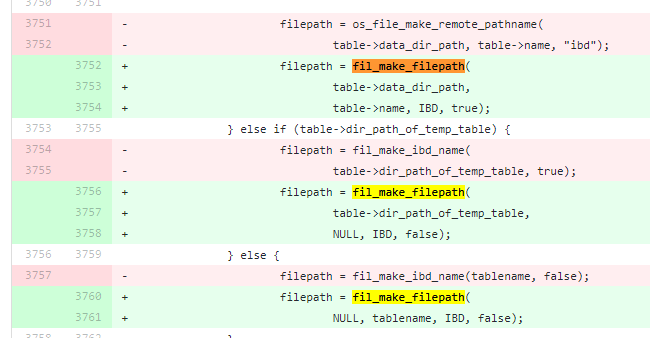 3750 3751
3751 - filepath = os_file_make_remote_pathname(
3752 - table->data_dir_path, table->name, "ibd");
3752 + filepath = fil_make_filepath(
3753 + table->data_dir_path,
3754 + table->name, IBD, true);
3753 3755 } else if (table->dir_path_of_temp_table) {
3754 - filepath = fil_make_ibd_name(
3755 - table->dir_path_of_temp_table, true);
3756 + filepath = fil_make_filepath(
3757 + table->dir_path_of_temp_table,
3758 + NULL, IBD, false);
3756 3759 } else {
3757 - filepath = fil_make_ibd_name(tablename, false);
3760 + filepath = fil_make_filepath(
3761 + NULL, tablename, IBD, false);
3758 3762 }